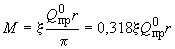 M = ξ Q⁰пр r / π = 0,318ξQ⁰пр r